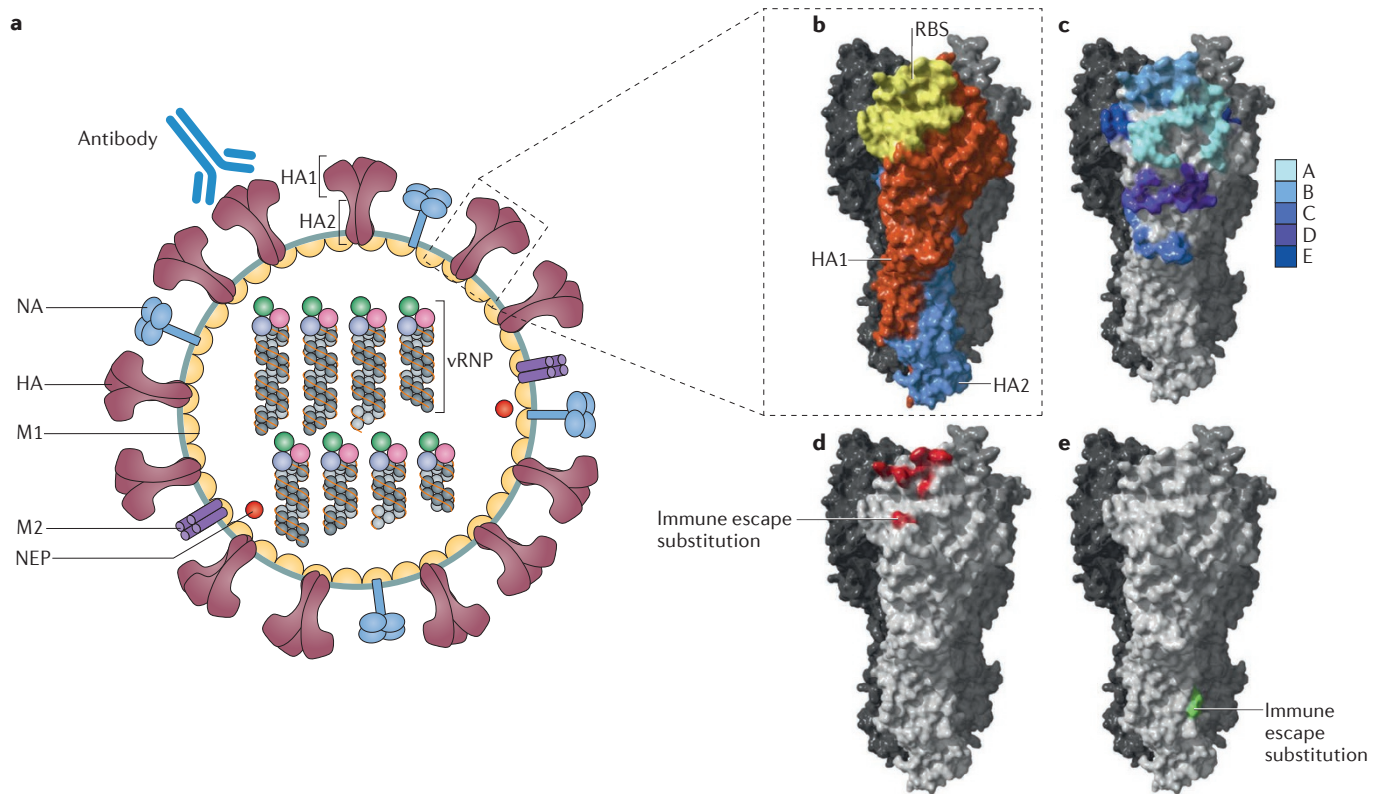 a
Antibody
HA1
HA2
NA
HA
M1
M2
NEP
vRNP
b
RBS
HA1
HA2
c
A
B
C
D
E
d
Immune escape
substitution
e
Immune
escape
substitution